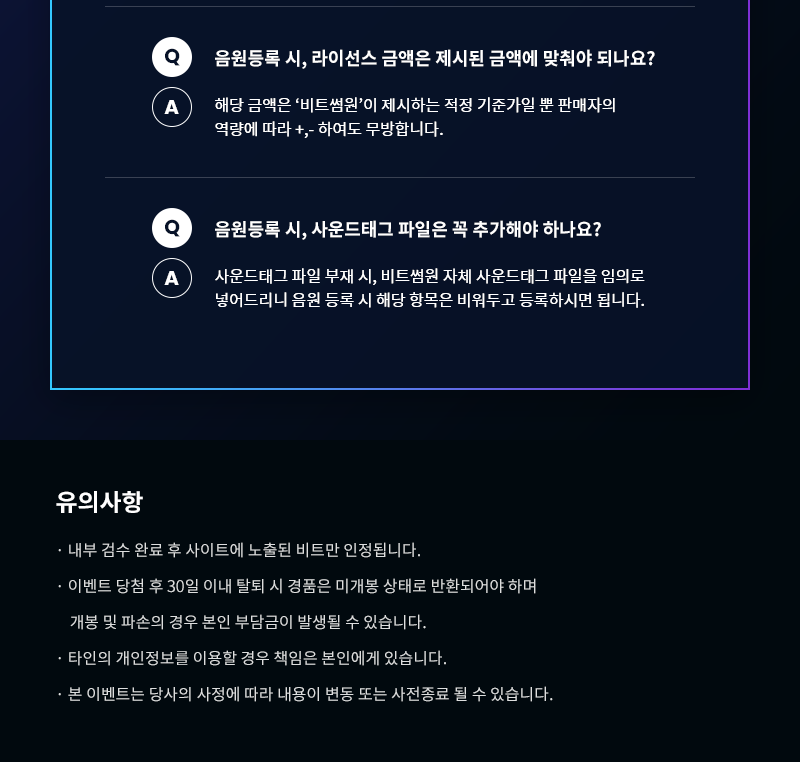 Q 음원등록 시, 라이선스 금액은 제시된 금액에 맞춰야 되나요?
A 해당 금액은 ‘비트썸원’이 제시하는 적정 기준가일 뿐 판매자의
역량에 따라 +,- 하여도 무방합니다.
Q 음원등록 시, 사운드태그 파일은 꼭 추가해야 하나요?
A 사운드태그 파일 부재 시, 비트썸원 자체 사운드태그 파일을 임의로
넣어드리니 음원 등록 시 해당 항목은 비워두고 등록하시면 됩니다.
유의사항
· 내부 검수 완료 후 사이트에 노출된 비트만 인정됩니다.
· 이벤트 당첨 후 30일 이내 탈퇴 시 경품은 미개봉 상태로 반환되어야 하며
개봉 및 파손의 경우 본인 부담금이 발생될 수 있습니다.
· 타인의 개인정보를 이용할 경우 책임은 본인에게 있습니다.
· 본 이벤트는 당사의 사정에 따라 내용이 변동 또는 사전종료 될 수 있습니다.